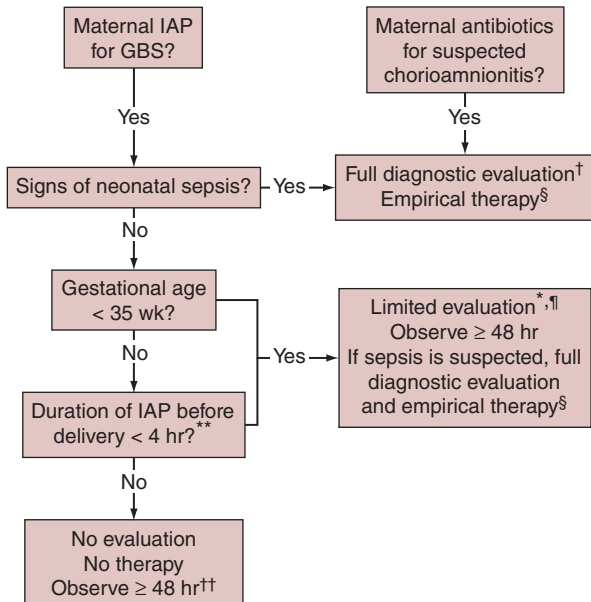 Maternal IAP
for GBS?
Maternal antibiotics
for suspected
chorioamnionitis?
Yes
Yes
Signs of neonatal sepsis?
Yes
Full diagnostic evaluation†
Empirical therapy§
No
Gestational age
< 35 wk?
Limited evaluation*,¶
Observe ≥ 48 hr
If sepsis is suspected, full
diagnostic evaluation
and empirical therapy§
Yes
No
Duration of IAP before
delivery < 4 hr?**
No
No evaluation
No therapy
Observe ≥ 48 hr††